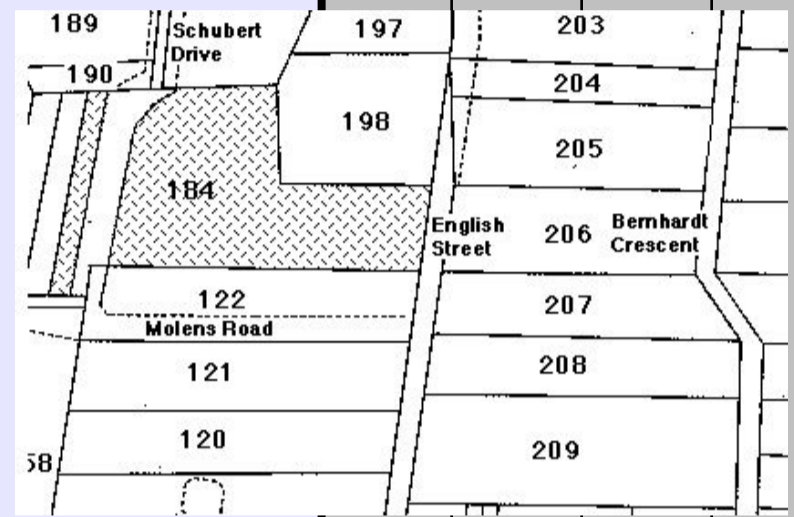 189
Schubert
Drive
197
203
190
204
198
205
184
English
Street
206
Bernhardt
Crescent
122
207
Molens Road
121
208
120
58
209